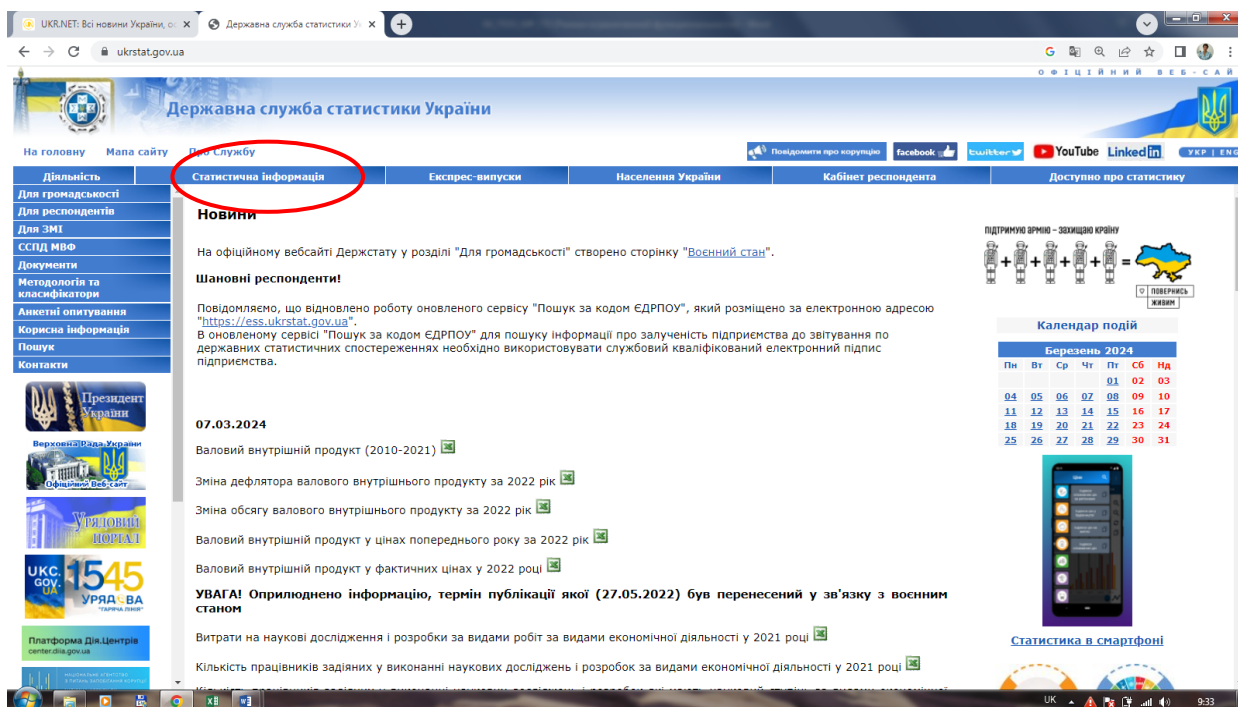 UKR.NET: Всі новини України, ос
Державна служба статистики Ук
ukrstat.gov.ua
ОФІЦІЙНИЙ ВЕБ-САЙ
Державна служба статистики України
На головну Мапа сайту Про Службу
Повідомити про корупцію facebook twitter YouTube Linked in УКР | ENG
Діяльність Статистична інформація Експрес-випуски Населення України Кабінет респондента Доступно про статистику
Для громадськості
Для респондентів
Для ЗМІ
ССПД МВФ
Документи
Методологія та
класифікатори
Анкетні опитування
Корисна інформація
Пошук
Контакти
Президент
України
Верховна Рада України
Офіційний Веб-сайт
Урядовий
портал
UKC.
GOV.
UA
1545
УРЯДОВА
"ГАРЯЧА ЛІНІЯ"
Платформа Дія.Центрів
center.diia.gov.ua
НАЦІОНАЛЬНЕ АГЕНТСТВО
З ПИТАНЬ ЗАПОБІГАННЯ КОРУПЦІЇ
Новини
На офіційному вебсайті Держстату у розділі "Для громадськості" створено сторінку "Воєнний стан".
Шановні респонденти!
Повідомляємо, що відновлено роботу оновленого сервісу "Пошук за кодом ЄДРПОУ", який розміщено за електронною адресою
"https://ess.ukrstat.gov.ua".
В оновленому сервісі "Пошук за кодом ЄДРПОУ" для пошуку інформації про залученість підприємства до звітування по
державних статистичних спостереженнях необхідно використовувати службовий кваліфікований електронний підпис
підприємства.
07.03.2024
Валовий внутрішній продукт (2010-2021)
Зміна дефлятора валового внутрішнього продукту за 2022 рік
Зміна обсягу валового внутрішнього продукту за 2022 рік
Валовий внутрішній продукт у цінах попереднього року за 2022 рік
Валовий внутрішній продукт у фактичних цінах у 2022 році
УВАГА! Оприлюднено інформацію, термін публікації якої (27.05.2022) був перенесений у зв'язку з воєнним
станом
Витрати на наукові дослідження і розробки за видами робіт за видами економічної діяльності у 2021 році
Кількість працівників задіяних у виконанні наукових досліджень і розробок за видами економічної діяльності у 2021 році
ПІДТРИМУЮ АРМІЮ – ЗАХИЩАЮ КРАЇНУ
ПОВЕРНИСЬ
ЖИВИМ
Календар подій
Березень 2024
Пн Вт Ср Чт Пт Сб Нд
01 02 03
04 05 06 07 08 09 10
11 12 13 14 15 16 17
18 19 20 21 22 23 24
25 26 27 28 29 30 31
Статистика в смартфоні
UK 9:33